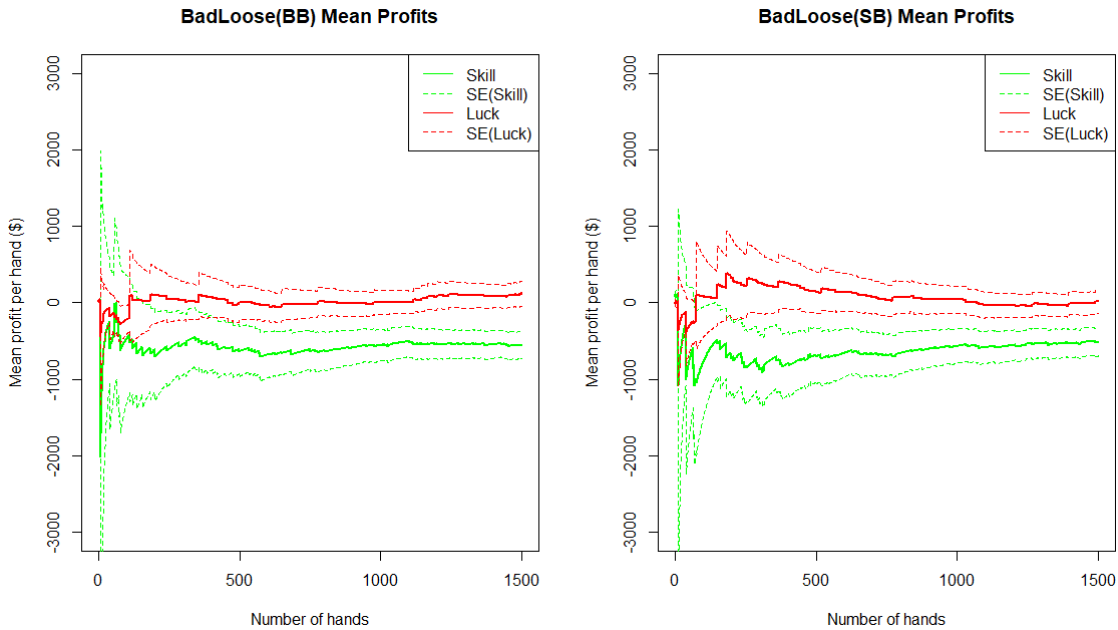 BadLoose(BB) Mean Profits
Mean profit per hand ($)
3000
2000
1000
0
-1000
-2000
-3000
Skill
SE(Skill)
Luck
SE(Luck)
0 500 1000 1500
Number of hands
BadLoose(SB) Mean Profits
Mean profit per hand ($)
3000
2000
1000
0
-1000
-2000
-3000
Skill
SE(Skill)
Luck
SE(Luck)
0 500 1000 1500
Number of hands